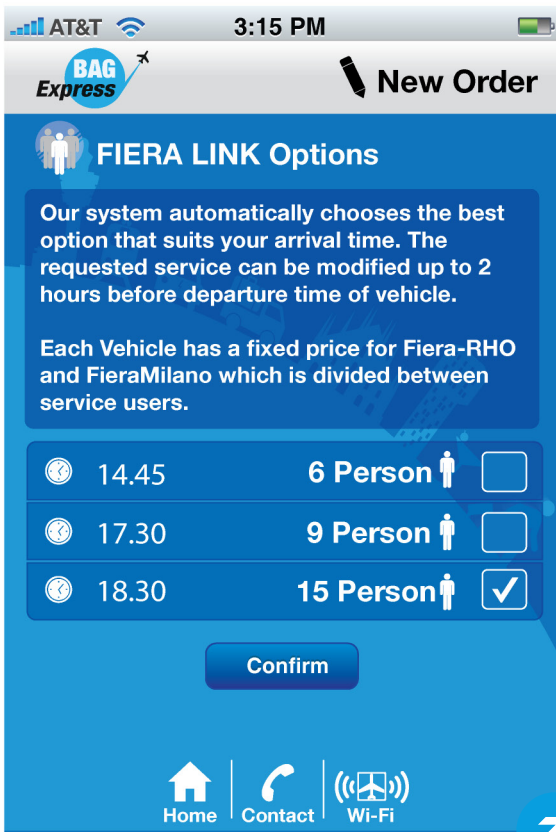 AT&T 3:15 PM
BAG
Express
New Order
FIERA LINK Options
Our system automatically chooses the best
option that suits your arrival time. The
requested service can be modified up to 2
hours before departure time of vehicle.
Each Vehicle has a fixed price for Fiera-RHO
and FieraMilano which is divided between
service users.
14.45 6 Person
17.30 9 Person
18.30 15 Person
Confirm
Home Contact Wi-Fi